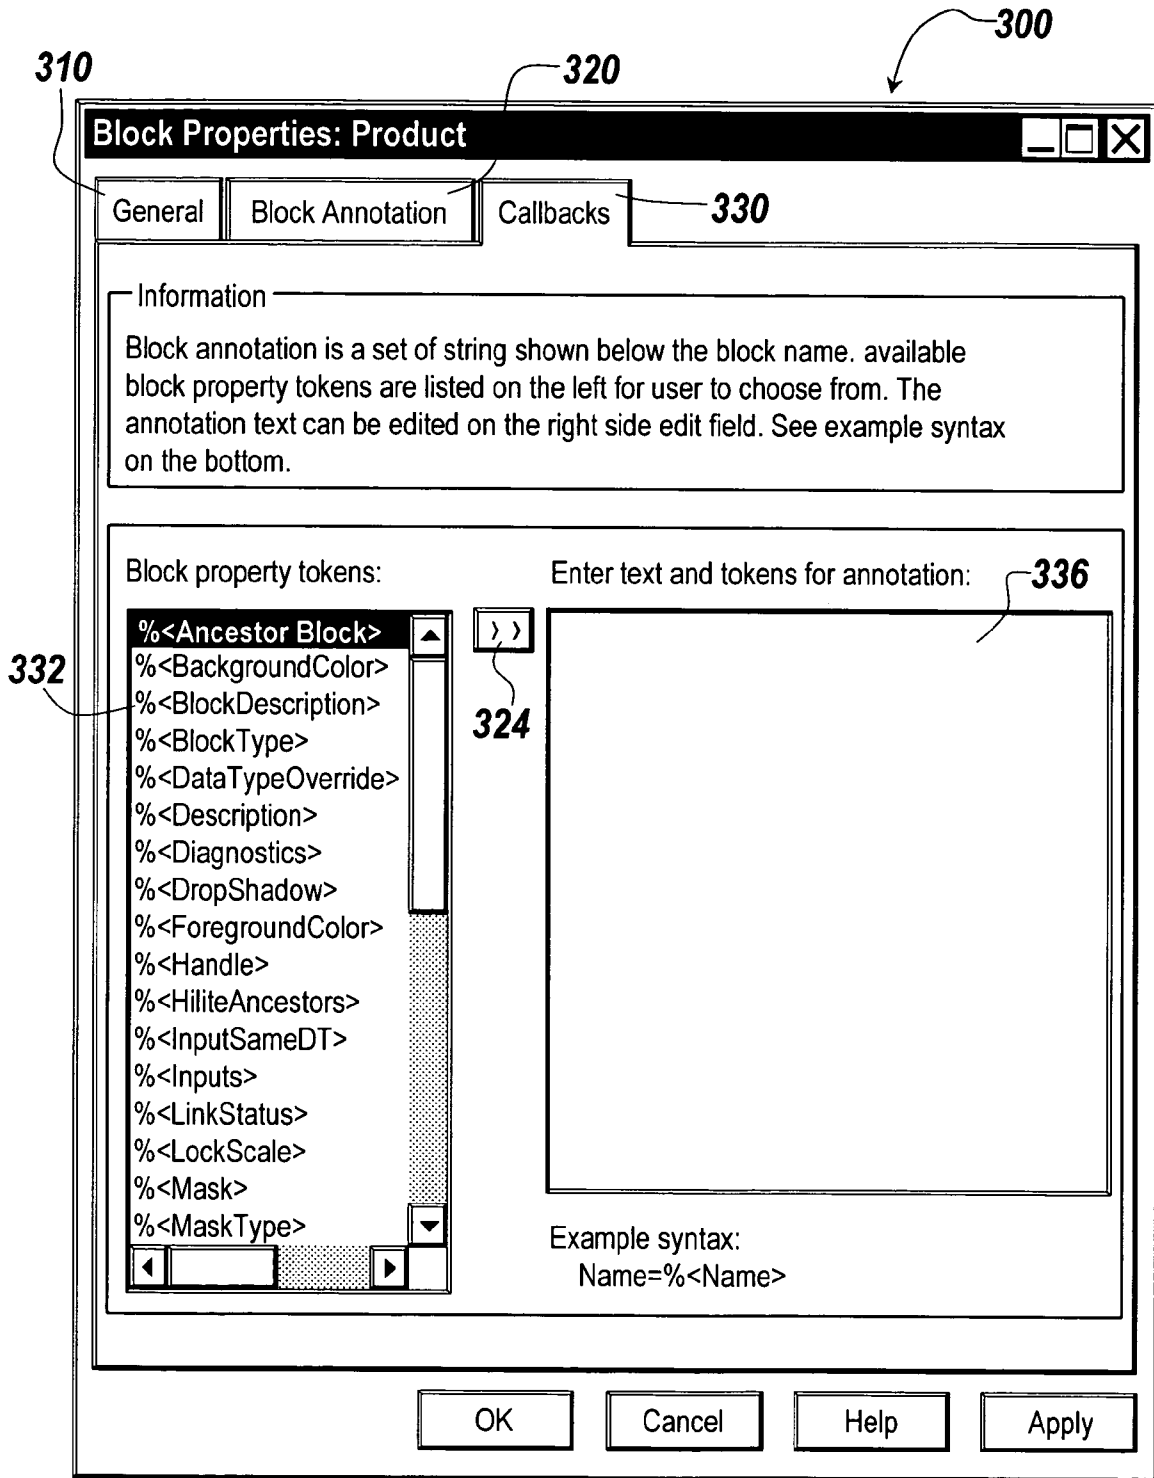 300
310
320
Block Properties: Product
General
Block Annotation
Callbacks
330
Information
Block annotation is a set of string shown below the block name. available
block property tokens are listed on the left for user to choose from. The
annotation text can be edited on the right side edit field. See example syntax
on the bottom.
Block property tokens:
Enter text and tokens for annotation:
336
%<Ancestor Block>
%<BackgroundColor>
332
%<BlockDescription>
324
%<BlockType>
%<DataTypeOverride>
%<Description>
%<Diagnostics>
%<DropShadow>
%<ForegroundColor>
%<Handle>
%<HiliteAncestors>
%<InputSameDT>
%<Inputs>
%<LinkStatus>
%<LockScale>
%<Mask>
%<MaskType>
Example syntax:
Name=%<Name>
OK
Cancel
Help
Apply